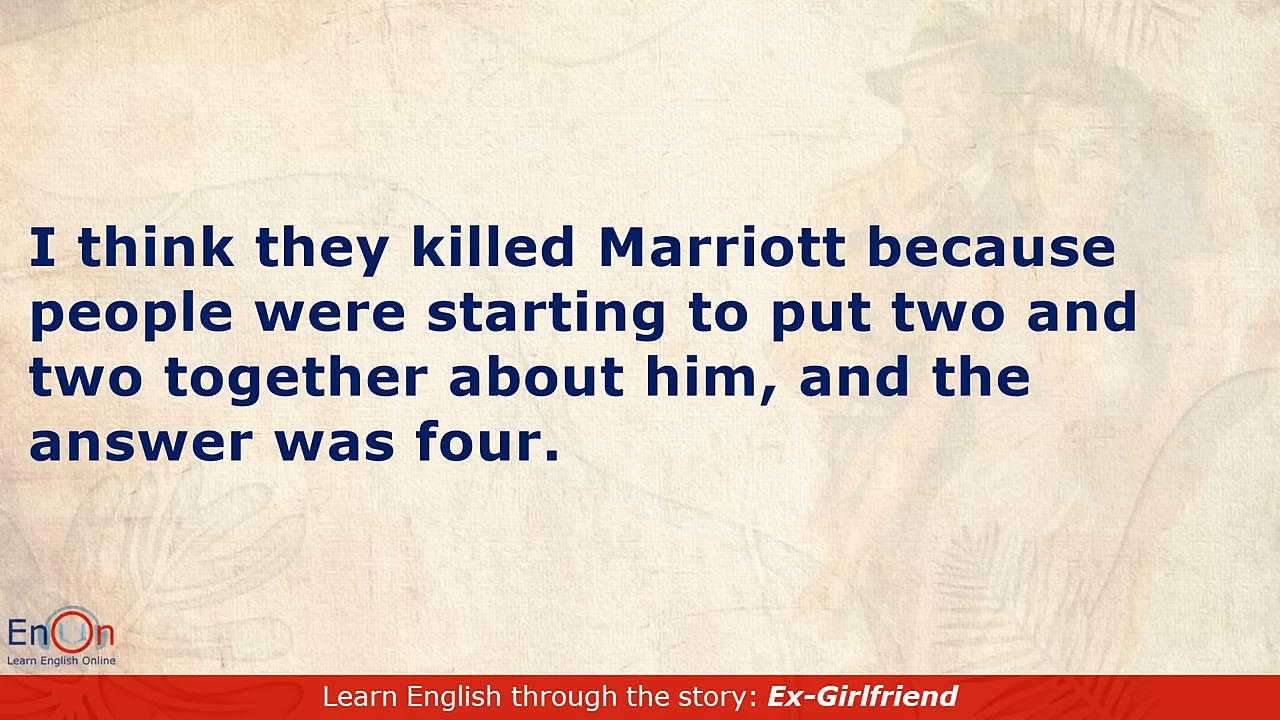 I think they killed Marriott because
people were starting to put two and
two together about him, and the
answer was four.
EnOn
Learn English Online
Learn English through the story: Ex-Girlfriend